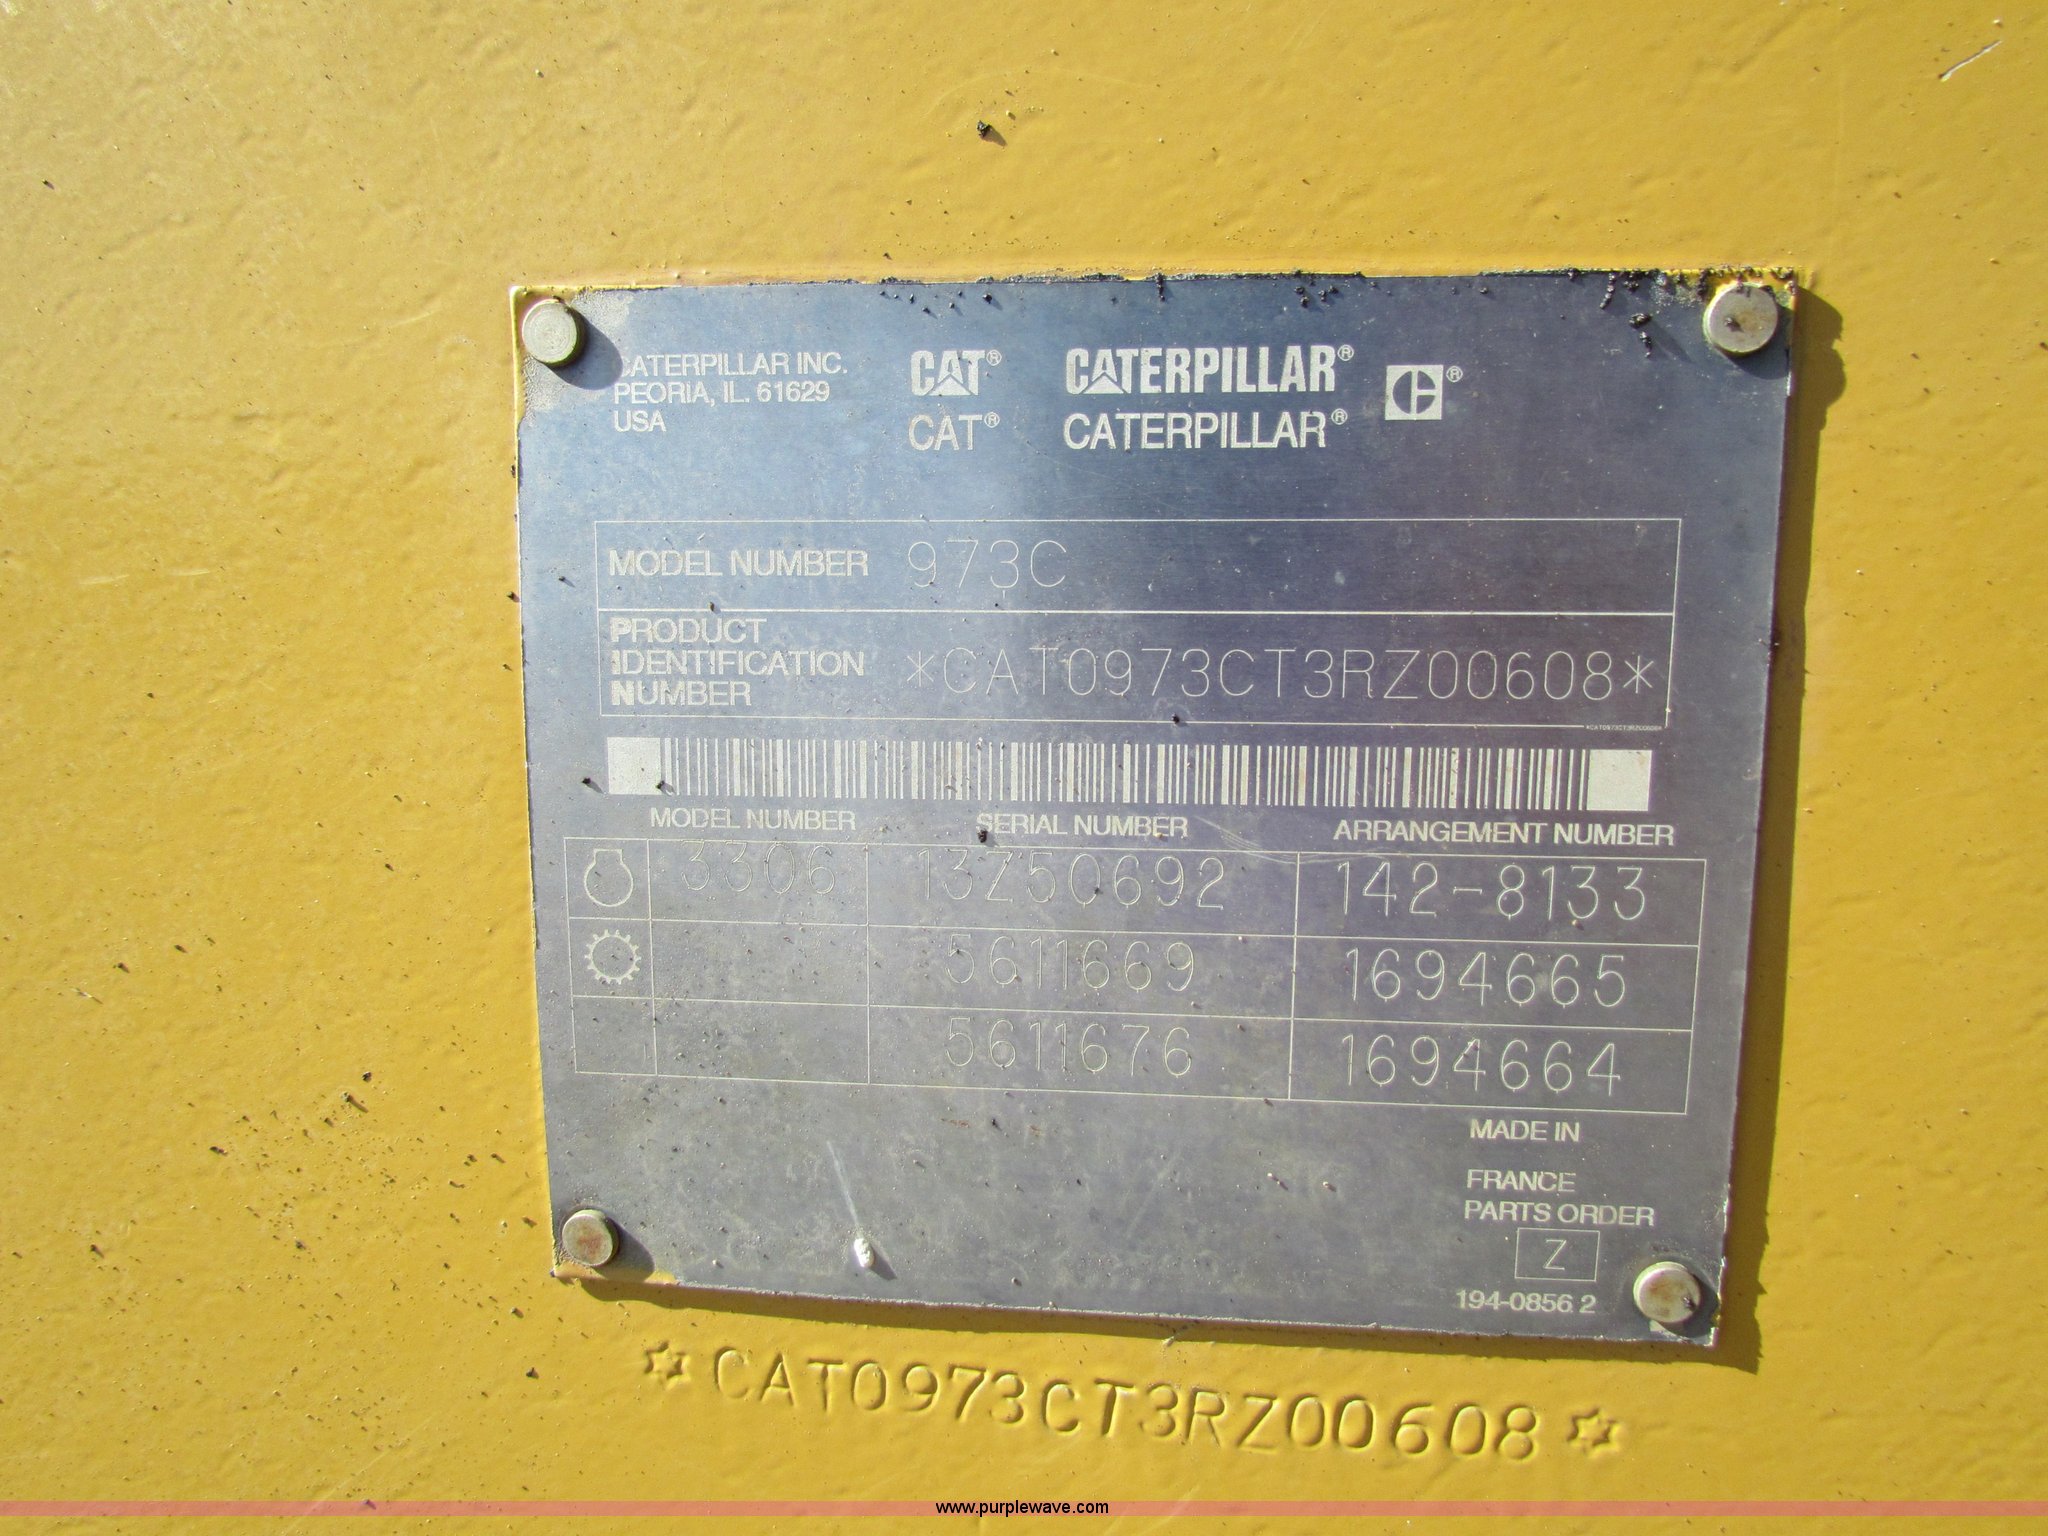 CATERPILLAR INC.
PEORIA, IL. 61629
USA
CAT® CATERPILLAR® ®
CAT® CATERPILLAR®
MODEL NUMBER 973C
PRODUCT
IDENTIFICATION
NUMBER
*CAT0973CT3RZ00608*
*CAT0973CT3RZ00608*
MODEL NUMBER SERIAL NUMBER ARRANGEMENT NUMBER
3306 13Z50692 142-8133
5611669 1694665
5611676 1694664
MADE IN
FRANCE
PARTS ORDER
Z
194-0856 2
☆CAT0973CT3RZ00608☆
www.purplewave.com